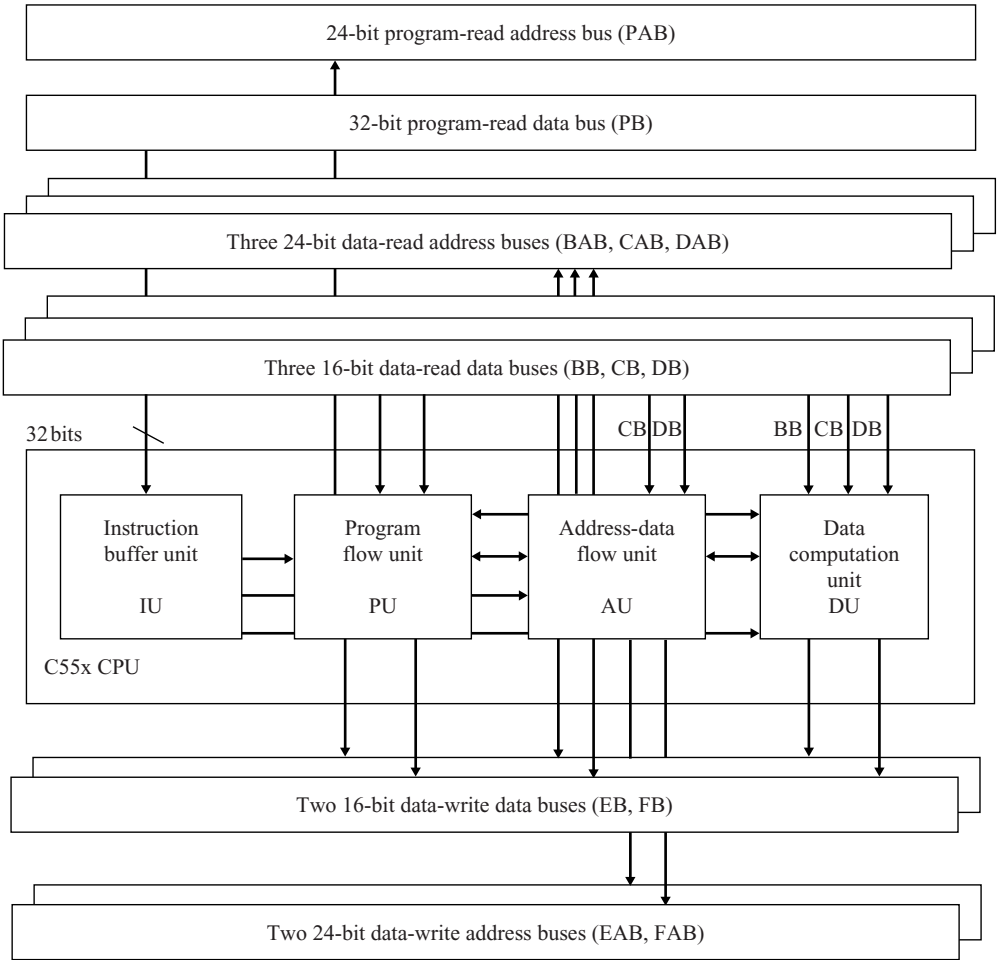 24-bit program-read address bus (PAB)
32-bit program-read data bus (PB)
Three 24-bit data-read address buses (BAB, CAB, DAB)
Three 16-bit data-read data buses (BB, CB, DB)
32 bits
CB DB
BB CB DB
Instruction
buffer unit
IU
Program
flow unit
PU
Address-data
flow unit
AU
Data
computation
unit
DU
C55x CPU
Two 16-bit data-write data buses (EB, FB)
Two 24-bit data-write address buses (EAB, FAB)